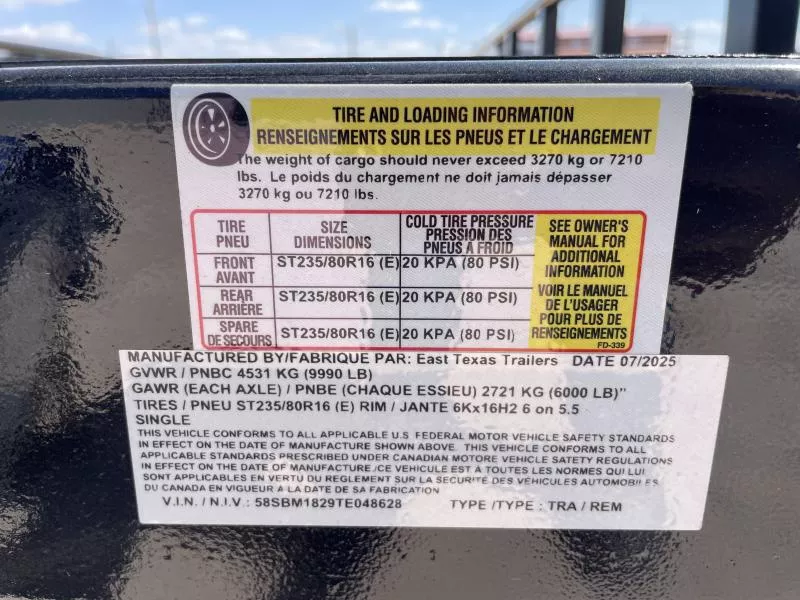 TIRE AND LOADING INFORMATION
RENSEIGNEMENTS SUR LES PNEUS ET LE CHARGEMENT
The weight of cargo should never exceed 3270 kg or 7210
lbs. Le poids du chargement ne doit jamais dépasser
3270 kg ou 7210 lbs.
TIRE PNEU SIZE DIMENSIONS COLD TIRE PRESSURE PRESSION DES PNEUS A FROID
FRONT AVANT ST235/80R16 (E) 20 KPA (80 PSI)
REAR ARRIÈRE ST235/80R16 (E) 20 KPA (80 PSI)
SPARE DE SECOURS ST235/80R16 (E) 20 KPA (80 PSI)
SEE OWNER'S
MANUAL FOR
ADDITIONAL
INFORMATION
VOIR LE MANUEL
DE L'USAGER
POUR PLUS DE
RENSEIGNEMENTS
FD-339
MANUFACTURED BY/FABRIQUE PAR: East Texas Trailers DATE 07/2025
GVWR / PNBC 4531 KG (9990 LB)
GAWR (EACH AXLE) / PNBE (CHAQUE ESSIEU) 2721 KG (6000 LB)"
TIRES / PNEU ST235/80R16 (E) RIM / JANTE 6Kx16H2 6 on 5.5
SINGLE
THIS VEHICLE CONFORMS TO ALL APPLICABLE U.S. FEDERAL MOTOR VEHICLE SAFETY STANDARDS
IN EFFECT ON THE DATE OF MANUFACTURE SHOWN ABOVE. THIS VEHICLE CONFORMS TO ALL
APPLICABLE STANDARDS PRESCRIBED UNDER CANADIAN MOTORE VEHICLE SAFETY REGULATIONS
IN EFFECT ON THE DATE OF MANUFACTURE./CE VEHICULE EST À TOUTES LES NORMES QUI LUI
SONT APPLICABLES EN VERTU DU REGLEMENT SUR LA SECURITE DES VÉHICULES AUTOMOBILES
DU CANADA EN VIGUEUR A LA DATE DE SA FABRICATION
V.I.N. / N.I.V. : 58SBM1829TE048628 TYPE /TYPE : TRA / REM